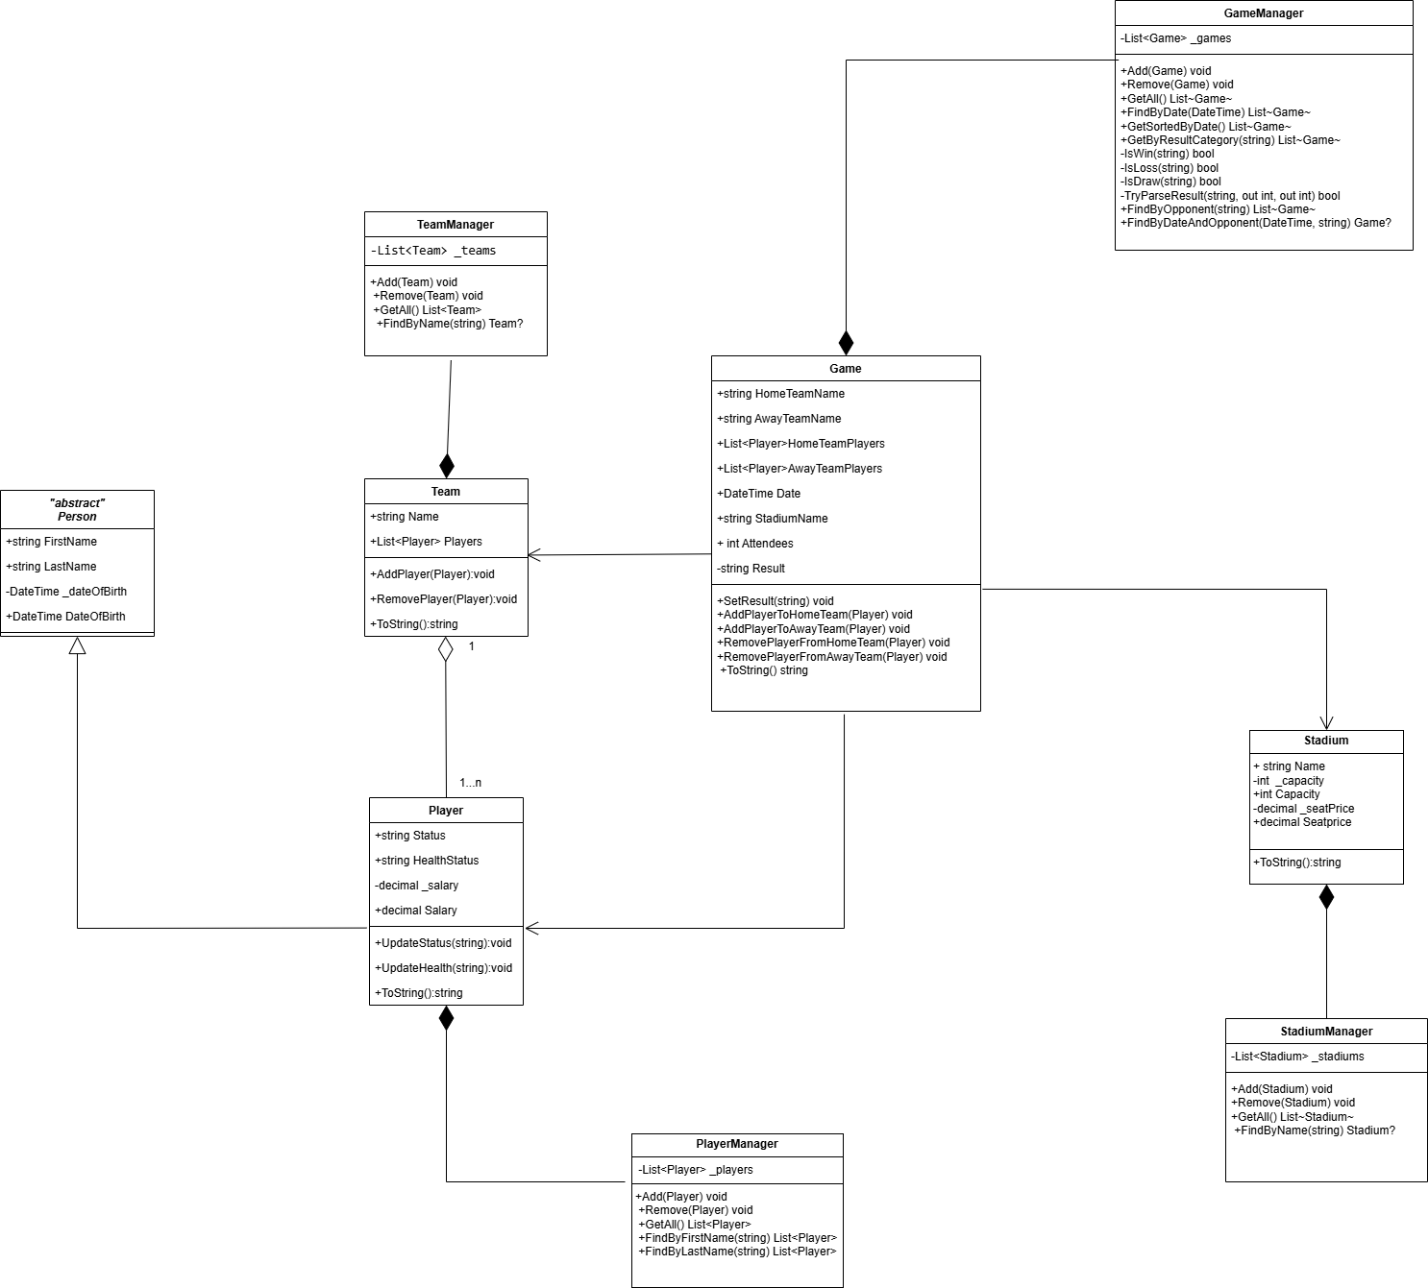 GameManager
-List<Game> _games
+Add(Game) void
+Remove(Game) void
+GetAll() List~Game~
+FindByDate(DateTime) List~Game~
+GetSortedByDate() List~Game~
+GetByResultCategory(string) List~Game~
-IsWin(string) bool
-IsLoss(string) bool
-IsDraw(string) bool
-TryParseResult(string, out int, out int) bool
+FindByOpponent(string) List~Game~
+FindByDateAndOpponent(DateTime, string) Game?
TeamManager
-List<Team> _teams
+Add(Team) void
+Remove(Team) void
+GetAll() List<Team>
+FindByName(string) Team?
Game
+string HomeTeamName
+string AwayTeamName
+List<Player>HomeTeamPlayers
+List<Player>AwayTeamPlayers
+DateTime Date
+string StadiumName
+ int Attendees
-string Result
+SetResult(string) void
+AddPlayerToHomeTeam(Player) void
+AddPlayerToAwayTeam(Player) void
+RemovePlayerFromHomeTeam(Player) void
+RemovePlayerFromAwayTeam(Player) void
+ToString() string
Team
+string Name
+List<Player> Players
+AddPlayer(Player):void
+RemovePlayer(Player):void
+ToString():string
1
1...n
"abstract"
Person
+string FirstName
+string LastName
-DateTime _dateOfBirth
+DateTime DateOfBirth
Player
+string Status
+string HealthStatus
-decimal _salary
+decimal Salary
+UpdateStatus(string):void
+UpdateHealth(string):void
+ToString():string
Stadium
+ string Name
-int _capacity
+int Capacity
-decimal _seatPrice
+decimal Seatprice
+ToString():string
StadiumManager
-List<Stadium> _stadiums
+Add(Stadium) void
+Remove(Stadium) void
+GetAll() List~Stadium~
+FindByName(string) Stadium?
PlayerManager
-List<Player> _players
+Add(Player) void
+Remove(Player) void
+GetAll() List<Player>
+FindByFirstName(string) List<Player>
+FindByLastName(string) List<Player>